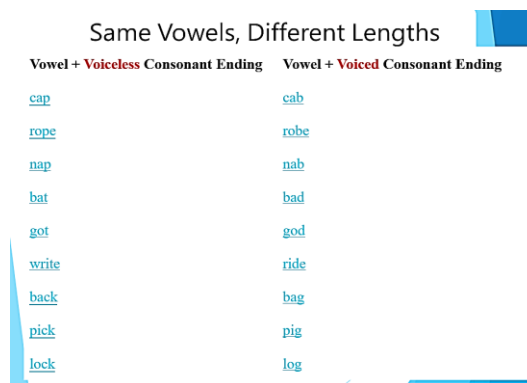 Same Vowels, Different Lengths
Vowel + Voiceless Consonant Ending Vowel + Voiced Consonant Ending
cap cab
rope robe
nap nab
bat bad
got god
write ride
back bag
pick pig
lock log